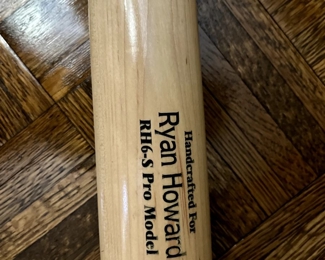 Handcrafted For
Ryan Howard
RH6-S Pro Model